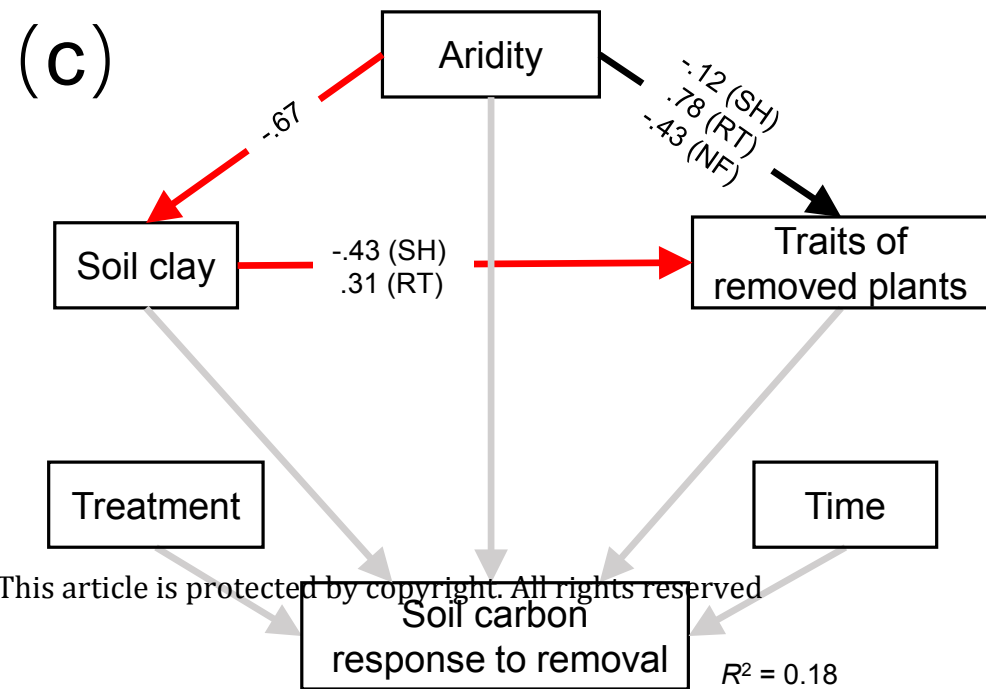 (c)
Aridity
-.12 (SH)
.78 (RT)
-.43 (NF)
-.67
Soil clay
-.43 (SH)
.31 (RT)
Traits of
removed plants
Treatment
Time
This article is protected by copyright. All rights reserved
Soil carbon
response to removal
R² = 0.18